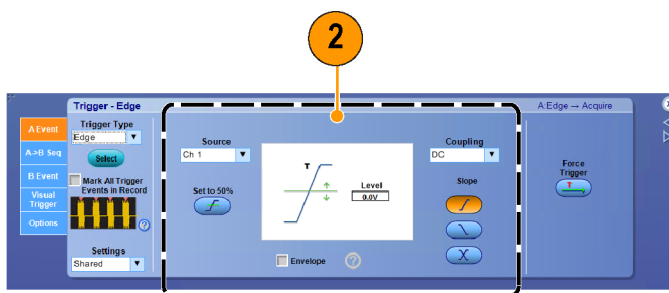 2
Trigger - Edge
A:Edge → Acquire
A Event
A->B Seq
B Event
Visual
Trigger
Options
Trigger Type
Edge
Select
Mark All Trigger
Events in Record
?
Settings
Shared
Source
Ch 1
Set to 50%
T
Level
0.0V
Envelope
?
Coupling
DC
Slope
Force
Trigger
T